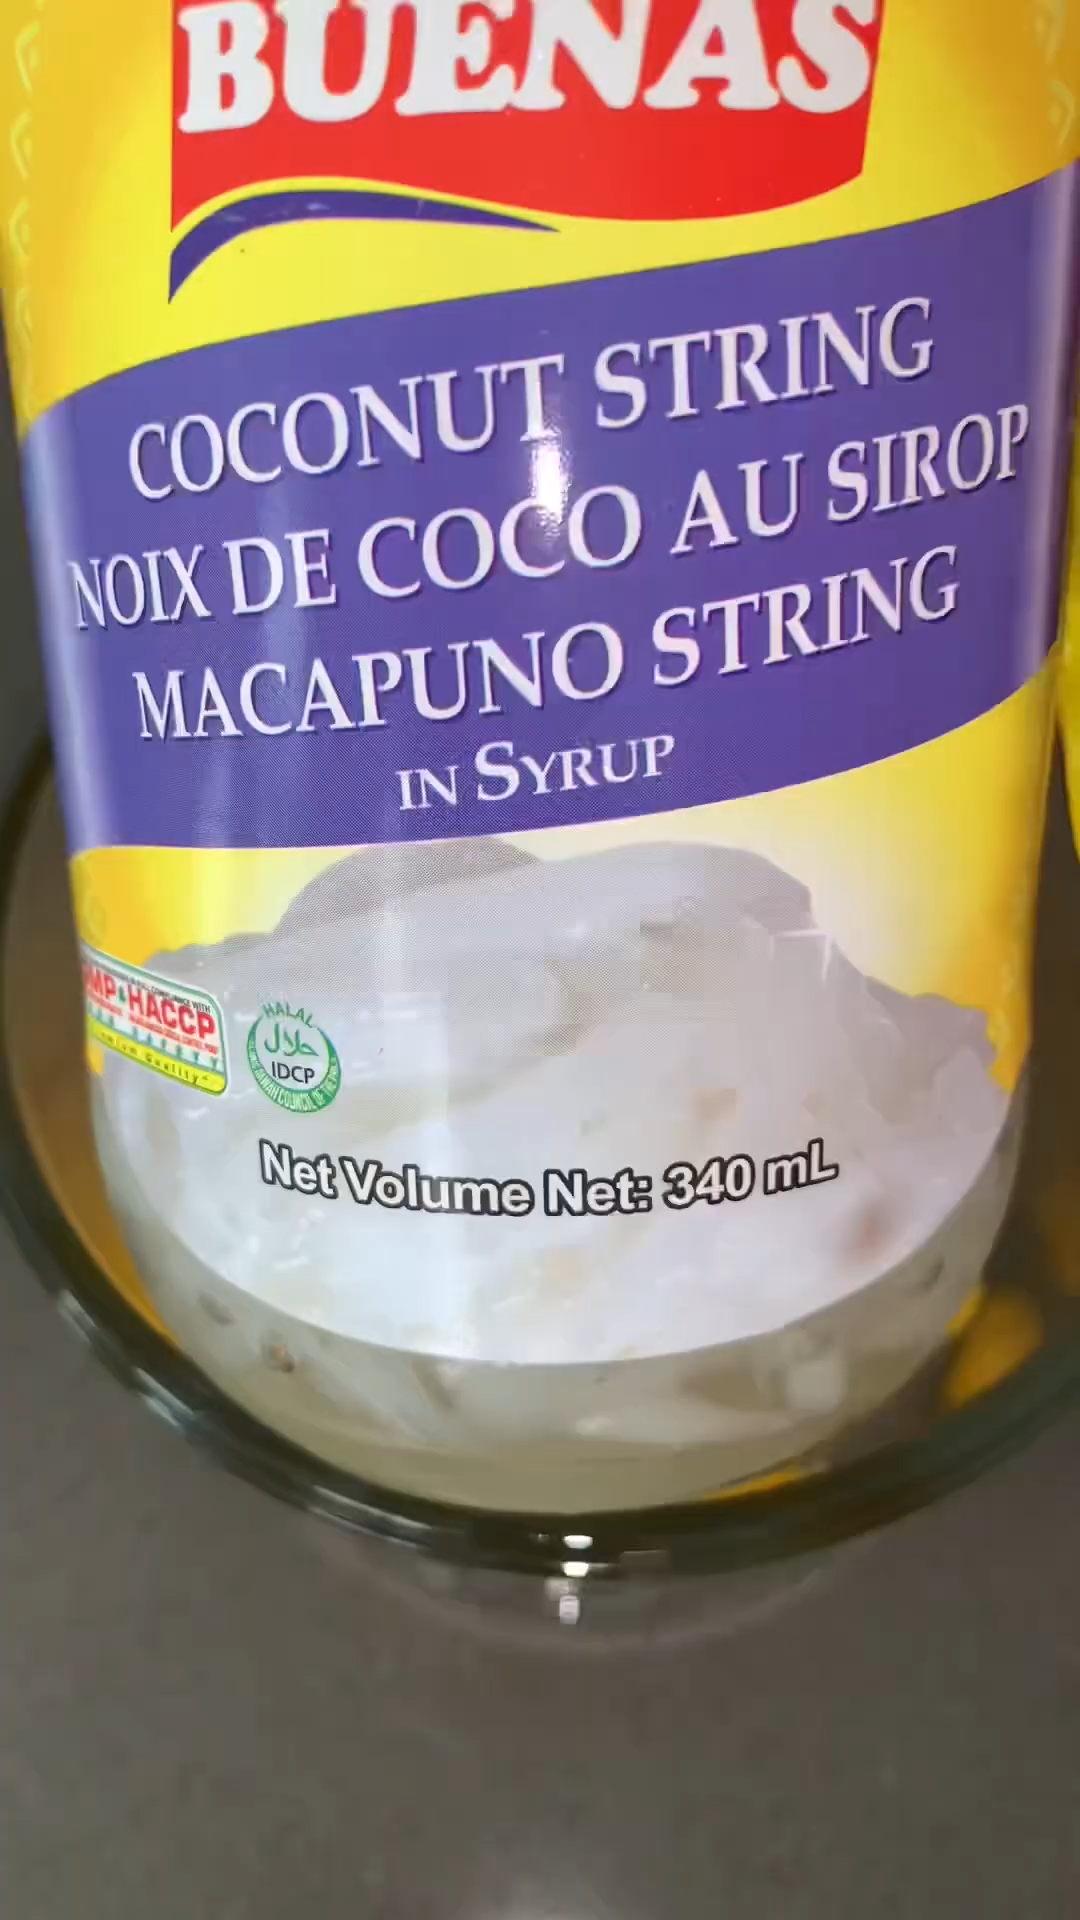 BUENAS
COCONUT STRING
NOIX DE COCO AU SIROP
MACAPUNO STRING
IN SYRUP
HACCP
HALAL
حلال
IDCP
Net Volume Net: 340 mL